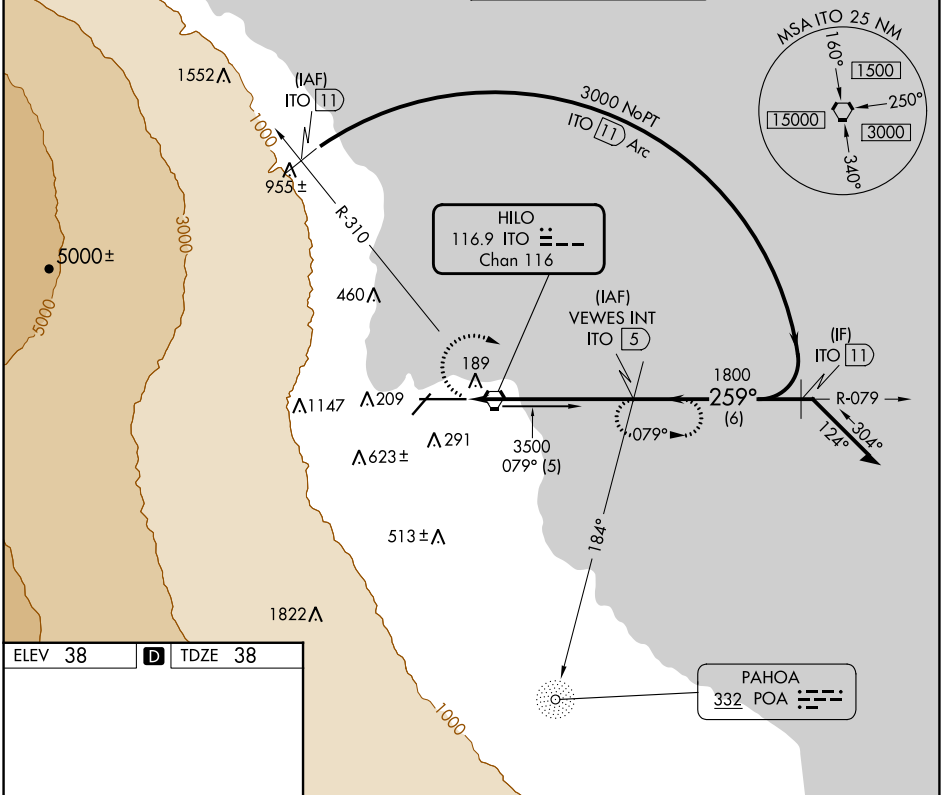 MSA ITO 25 NM
160°
1500
250°
15000
3000
340°
1552
(IAF)
ITO 11
3000 NoPT
ITO 11 Arc
1000
955±
R-310
3000
5000±
5000
HILO
116.9 ITO
Chan 116
460
(IAF)
VEWES INT
ITO 5
(IF)
ITO 11
189
1800
259°
(6)
R-079
1147
209
291
623±
3500
079° (5)
079°
304°
124°
513±
184°
1822
ELEV 38
D
TDZE 38
PAHOA
332 POA
1000